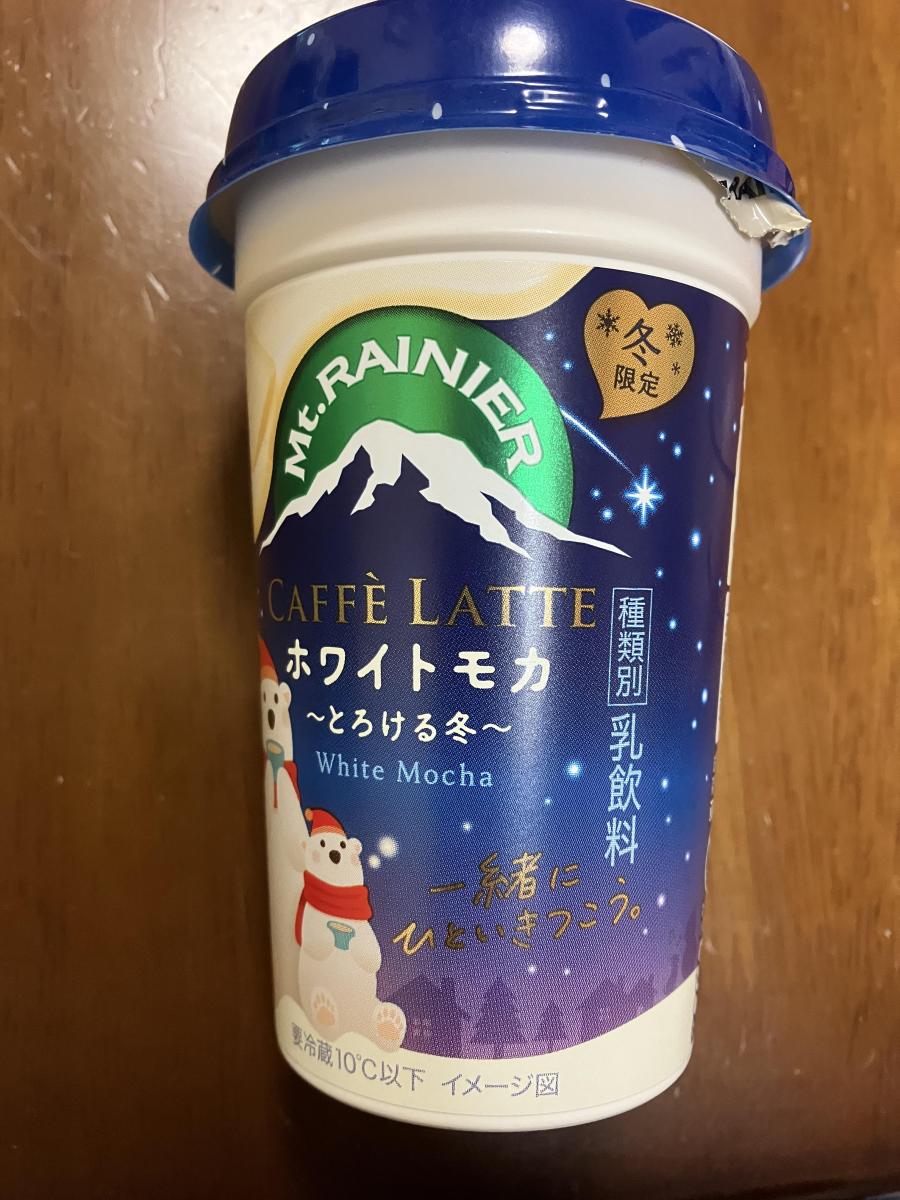 Mt. RAINIER
冬
限定
CAFFÈ LATTE
ホワイトモカ
～とろける冬～
White Mocha
種類別
乳飲料
一緒に
ひといきつこう。
要冷蔵10℃以下 イメージ図